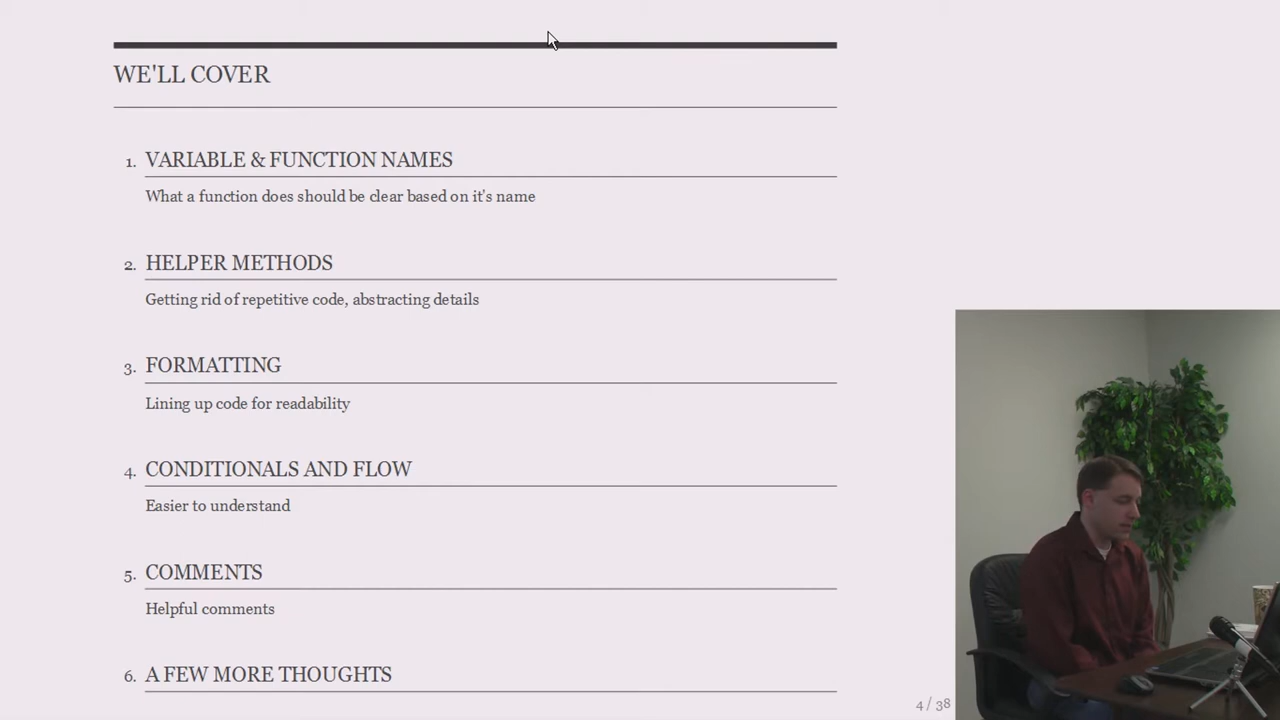 WE'LL COVER
1. VARIABLE & FUNCTION NAMES
What a function does should be clear based on it's name
2. HELPER METHODS
Getting rid of repetitive code, abstracting details
3. FORMATTING
Lining up code for readability
4. CONDITIONALS AND FLOW
Easier to understand
5. COMMENTS
Helpful comments
6. A FEW MORE THOUGHTS
4 / 38